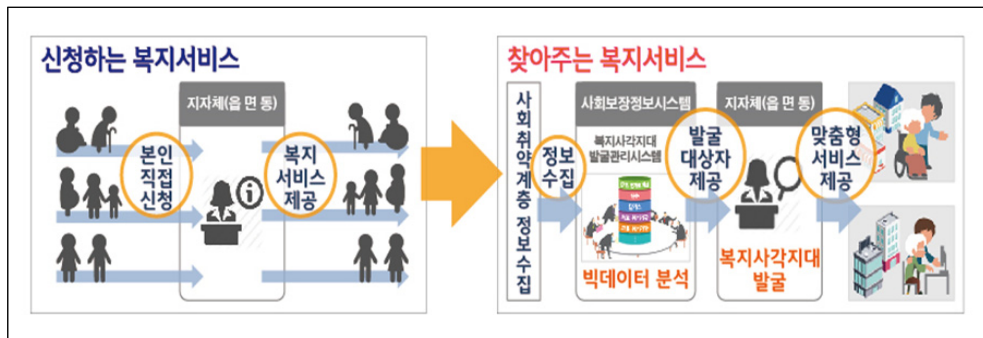 신청하는 복지서비스
지자체(읍 면 동)
본인
직접
신청
복지
서비스
제공
찾아주는 복지서비스
사회취약계층 정보수집
정보
수집
사회보장정보시스템
복지사각지대
발굴관리시스템
빅데이터 분석
발굴
대상자
제공
지자체(읍 면 동)
복지사각지대
발굴
맞춤형
서비스
제공